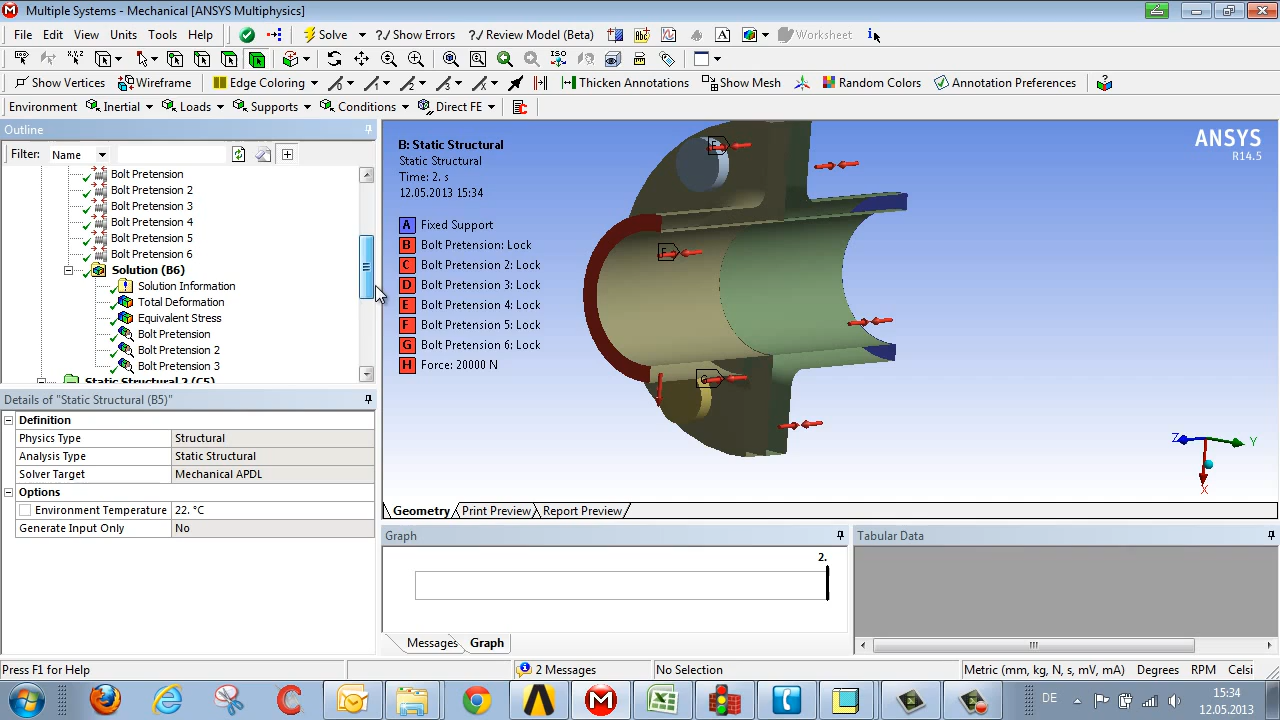 Multiple Systems - Mechanical [ANSYS Multiphysics]
File Edit View Units Tools Help Solve ?/ Show Errors Review Model (Beta) A Worksheet i
Show Vertices Wireframe Edge Coloring Thicken Annotations Show Mesh Random Colors Annotation Preferences
Environment Inertial Loads Supports Conditions Direct FE
Outline
Filter: Name
Bolt Pretension
Bolt Pretension 2
Bolt Pretension 3
Bolt Pretension 4
Bolt Pretension 5
Bolt Pretension 6
Solution (B6)
Solution Information
Total Deformation
Equivalent Stress
Bolt Pretension
Bolt Pretension 2
Bolt Pretension 3
Static Structural 2 (C5)
Details of "Static Structural (B5)"
Definition
Physics Type Structural
Analysis Type Static Structural
Solver Target Mechanical APDL
Options
Environment Temperature 22. °C
Generate Input Only No
B: Static Structural
Static Structural
Time: 2. s
12.05.2013 15:34
A Fixed Support
B Bolt Pretension: Lock
C Bolt Pretension 2: Lock
D Bolt Pretension 3: Lock
E Bolt Pretension 4: Lock
F Bolt Pretension 5: Lock
G Bolt Pretension 6: Lock
H Force: 20000 N
ANSYS
R14.5
F
G
Z
Y
X
Geometry Print Preview Report Preview
Graph
2.
Messages Graph
Tabular Data
Press F1 for Help 2 Messages No Selection Metric (mm, kg, N, s, mV, mA) Degrees RPM Celsi
DE
15:34
12.05.2013